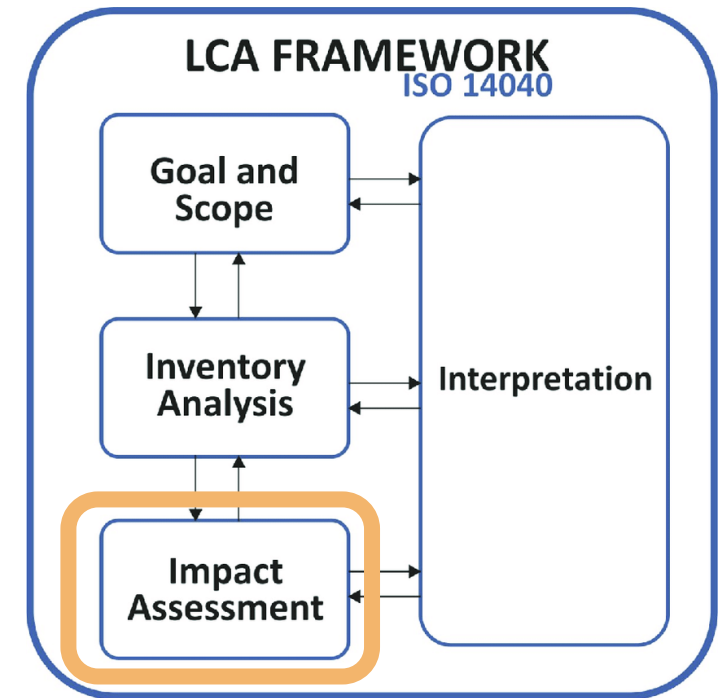 LCA FRAMEWORK
ISO 14040
Goal and
Scope
Inventory
Analysis
Interpretation
Impact
Assessment